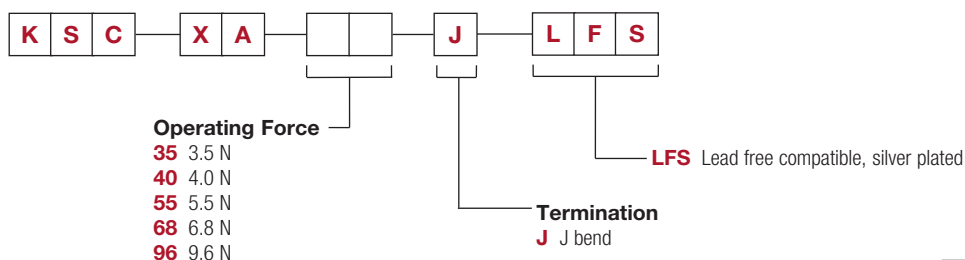 K S C X A J L F S
Operating Force
35 3.5 N
40 4.0 N
55 5.5 N
68 6.8 N
96 9.6 N
LFS Lead free compatible, silver plated
Termination
J J bend